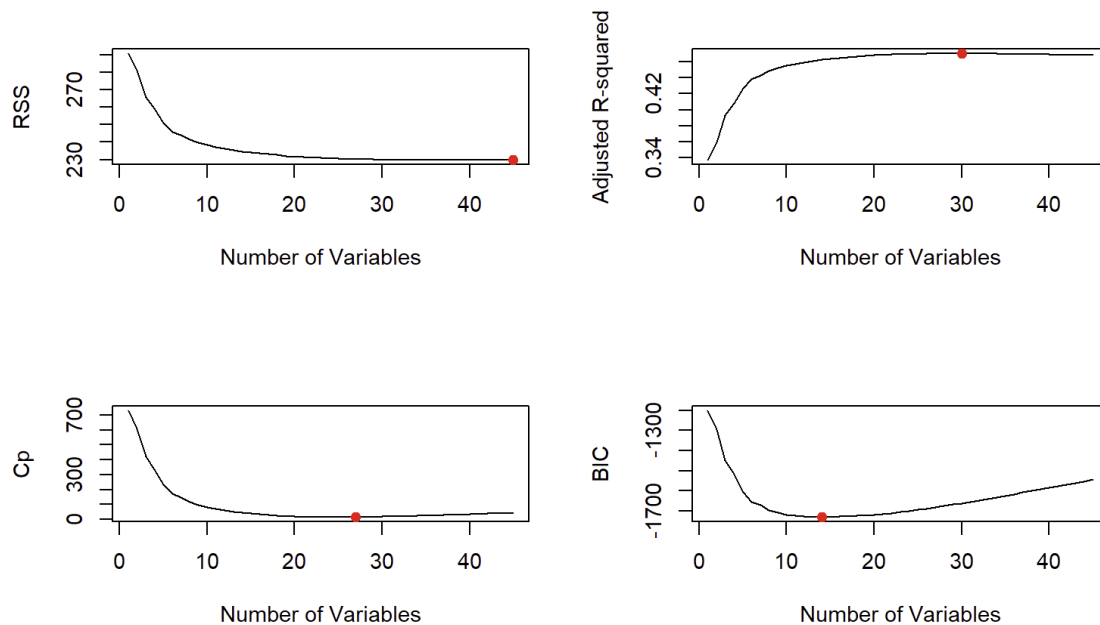 RSS
230
270
0 10 20 30 40
Number of Variables
Adjusted R-squared
0.34
0.42
0 10 20 30 40
Number of Variables
Cp
0
300
700
0 10 20 30 40
Number of Variables
BIC
-1700
-1300
0 10 20 30 40
Number of Variables